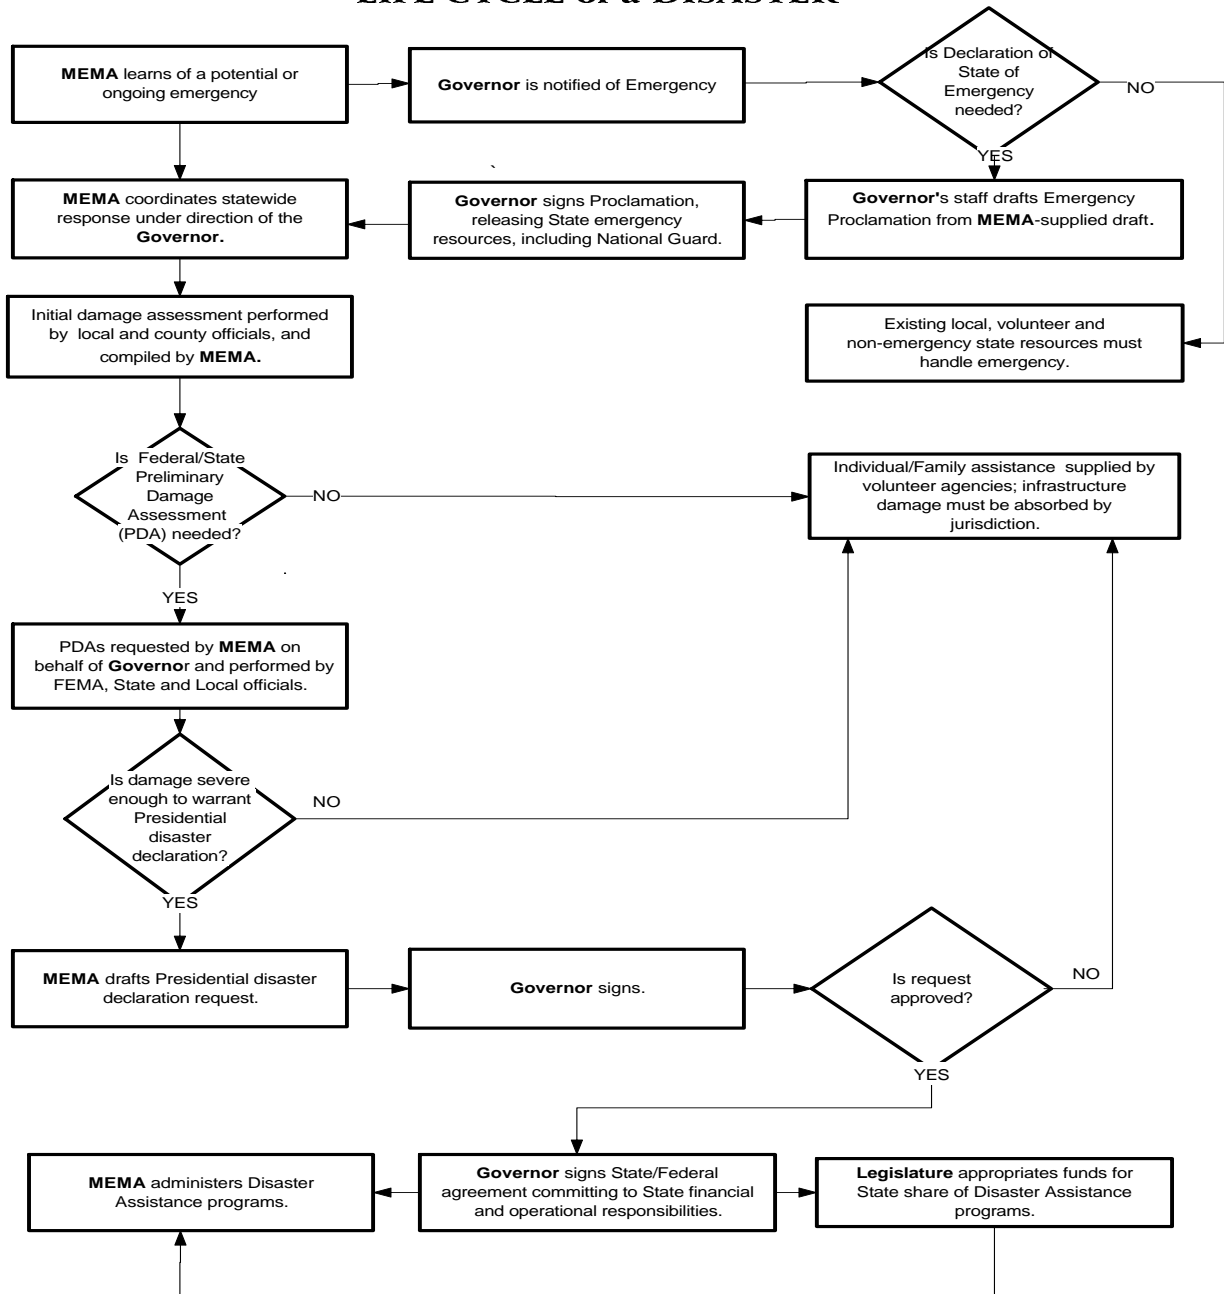 LIFE CYCLE of a DISASTER
MEMA learns of a potential or
ongoing emergency
Governor is notified of Emergency
Is Declaration of
State of
Emergency
needed?
NO
YES
MEMA coordinates statewide
response under direction of the
Governor.
Governor signs Proclamation,
releasing State emergency
resources, including National Guard.
Governor's staff drafts Emergency
Proclamation from MEMA-supplied draft.
Initial damage assessment performed
by local and county officials, and
compiled by MEMA.
Existing local, volunteer and
non-emergency state resources must
handle emergency.
Is Federal/State
Preliminary
Damage
Assessment
(PDA) needed?
NO
Individual/Family assistance supplied by
volunteer agencies; infrastructure
damage must be absorbed by
jurisdiction.
YES
PDAs requested by MEMA on
behalf of Governor and performed by
FEMA, State and Local officials.
Is damage severe
enough to warrant
Presidential
disaster
declaration?
NO
YES
MEMA drafts Presidential disaster
declaration request.
Governor signs.
Is request
approved?
NO
YES
MEMA administers Disaster
Assistance programs.
Governor signs State/Federal
agreement committing to State financial
and operational responsibilities.
Legislature appropriates funds for
State share of Disaster Assistance
programs.